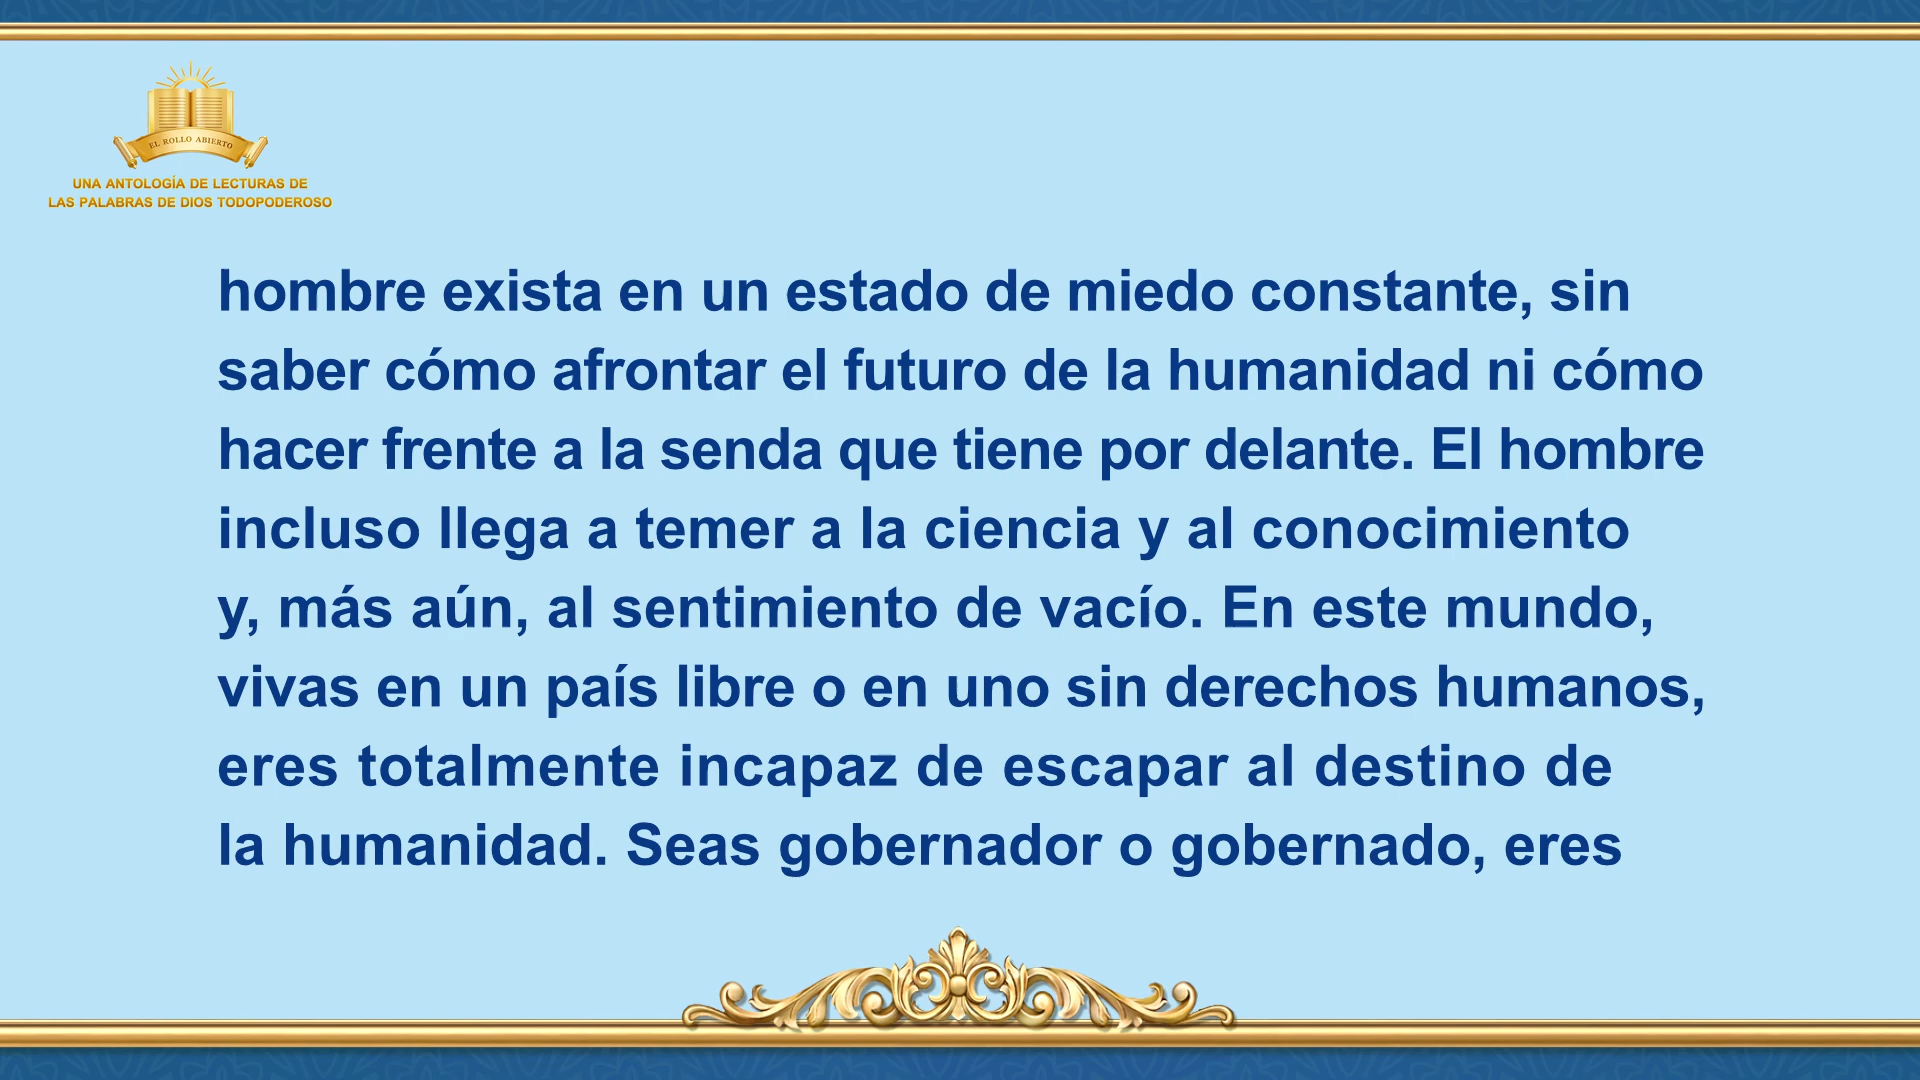 EL ROLLO ABIERTO
UNA ANTOLOGÍA DE LECTURAS DE
LAS PALABRAS DE DIOS TODOPODEROSO
hombre exista en un estado de miedo constante, sin
saber cómo afrontar el futuro de la humanidad ni cómo
hacer frente a la senda que tiene por delante. El hombre
incluso llega a temer a la ciencia y al conocimiento
y, más aún, al sentimiento de vacío. En este mundo,
vivas en un país libre o en uno sin derechos humanos,
eres totalmente incapaz de escapar al destino de
la humanidad. Seas gobernador o gobernado, eres